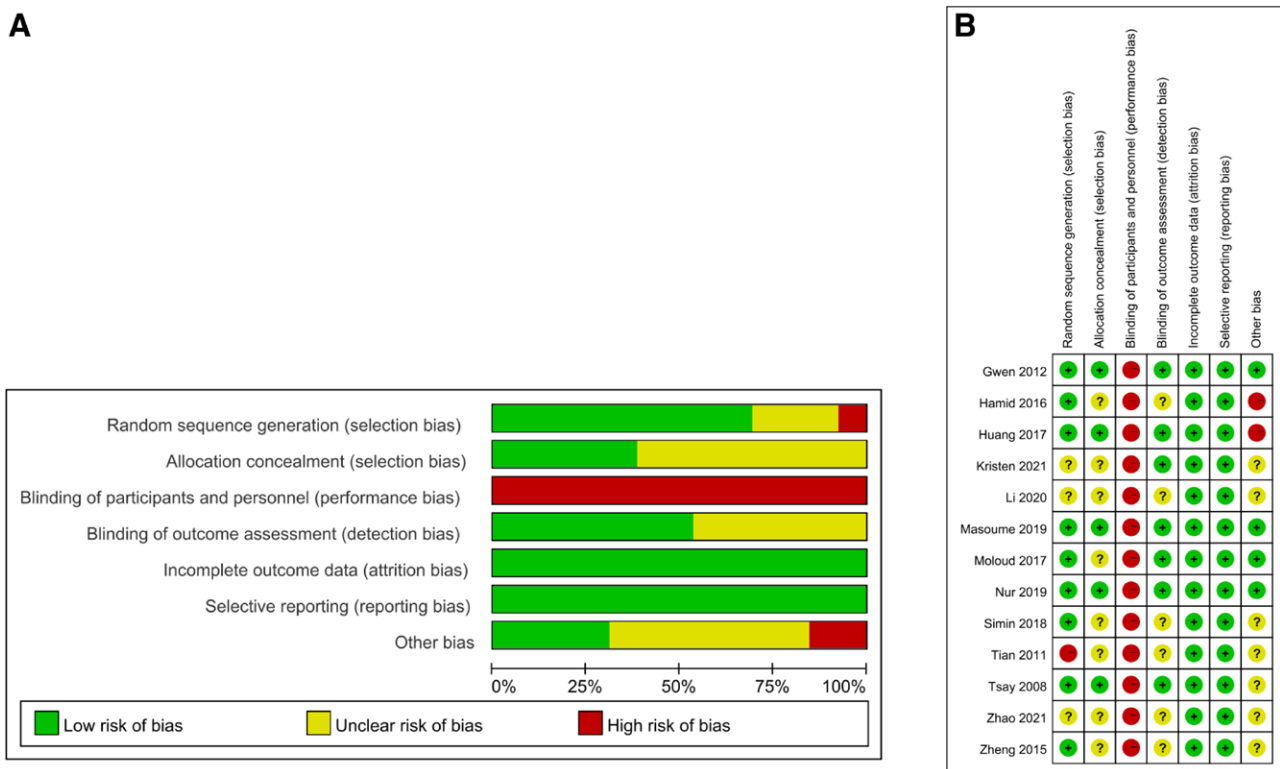 A
Random sequence generation (selection bias)
Allocation concealment (selection bias)
Blinding of participants and personnel (performance bias)
Blinding of outcome assessment (detection bias)
Incomplete outcome data (attrition bias)
Selective reporting (reporting bias)
Other bias
0% 25% 50% 75% 100%
Low risk of bias Unclear risk of bias High risk of bias
B
Random sequence generation (selection bias)
Allocation concealment (selection bias)
Blinding of participants and personnel (performance bias)
Blinding of outcome assessment (detection bias)
Incomplete outcome data (attrition bias)
Selective reporting (reporting bias)
Other bias
Gwen 2012 + + - + + + +
Hamid 2016 + ? - ? + + -
Huang 2017 + + - + + + -
Kristen 2021 ? ? - + + + ?
Li 2020 ? ? - ? + + ?
Masoume 2019 + + - + + + +
Moloud 2017 + ? - + + + +
Nur 2019 + + - + + + +
Simin 2018 + ? - ? + + ?
Tian 2011 - ? - ? + + ?
Tsay 2008 + + - + + + ?
Zhao 2021 ? ? - ? + + ?
Zheng 2015 + ? - ? + + ?